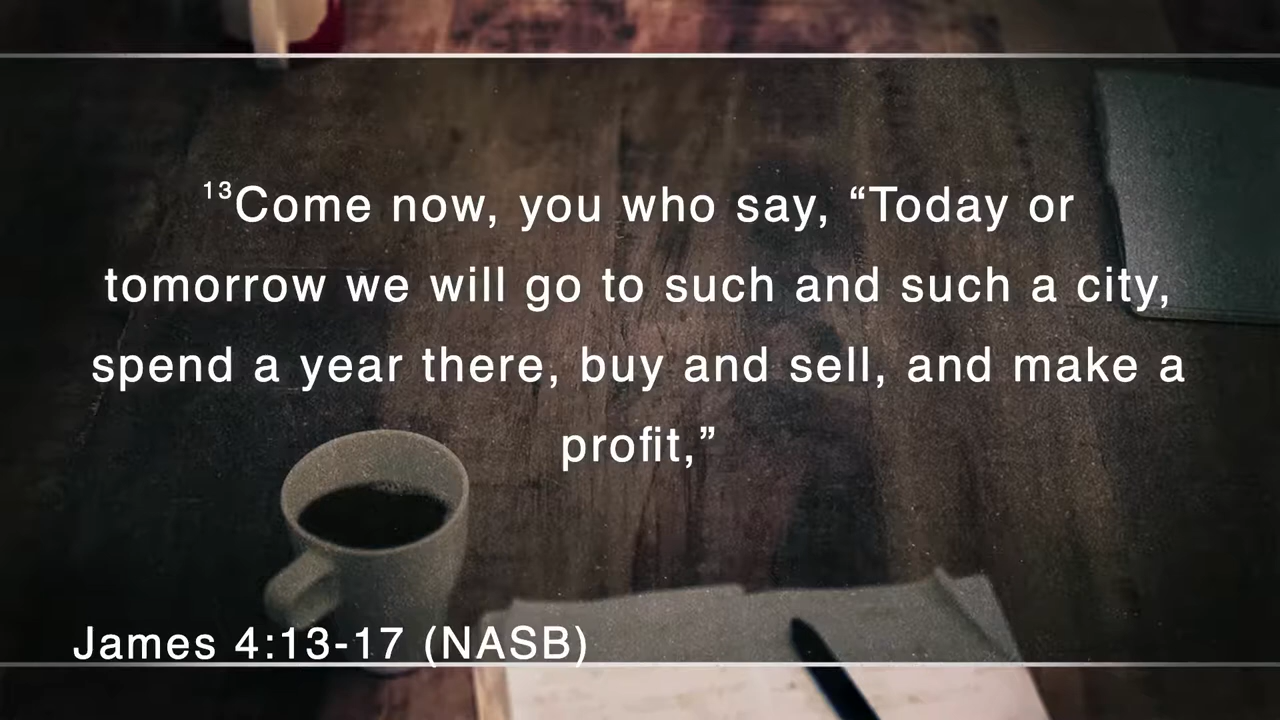 ¹³Come now, you who say, “Today or
tomorrow we will go to such and such a city,
spend a year there, buy and sell, and make a
profit,”
James 4:13-17 (NASB)